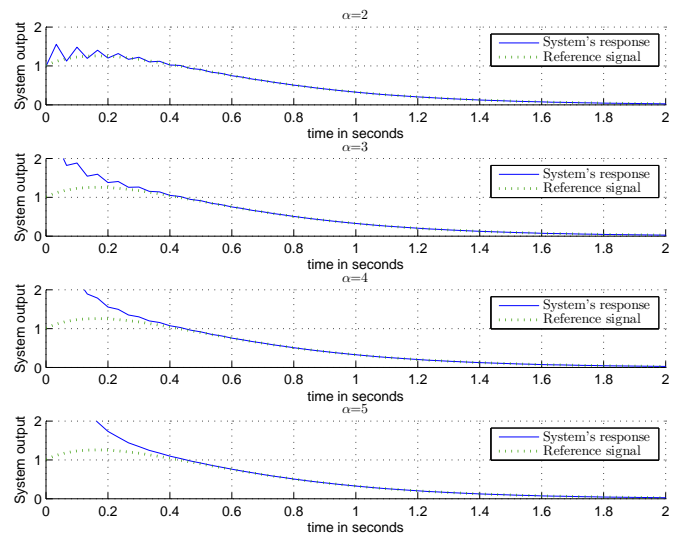 α=2
System output
2
1
0
System's response
Reference signal
0 0.2 0.4 0.6 0.8 1 1.2 1.4 1.6 1.8 2
time in seconds
α=3
System output
2
1
0
System's response
Reference signal
0 0.2 0.4 0.6 0.8 1 1.2 1.4 1.6 1.8 2
time in seconds
α=4
System output
2
1
0
System's response
Reference signal
0 0.2 0.4 0.6 0.8 1 1.2 1.4 1.6 1.8 2
time in seconds
α=5
System output
2
1
0
System's response
Reference signal
0 0.2 0.4 0.6 0.8 1 1.2 1.4 1.6 1.8 2
time in seconds